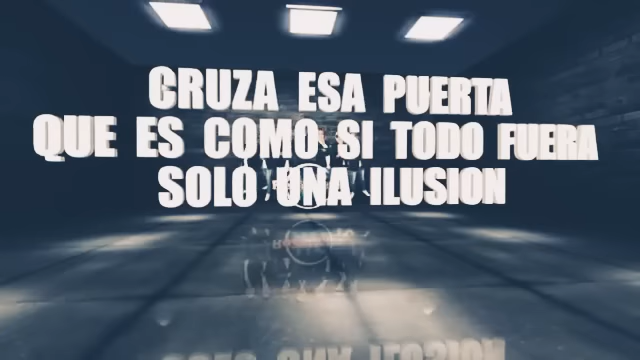 CRUZA ESA PUERTA
QUE ES COMO SI TODO FUERA
SOLO UNA ILUSION